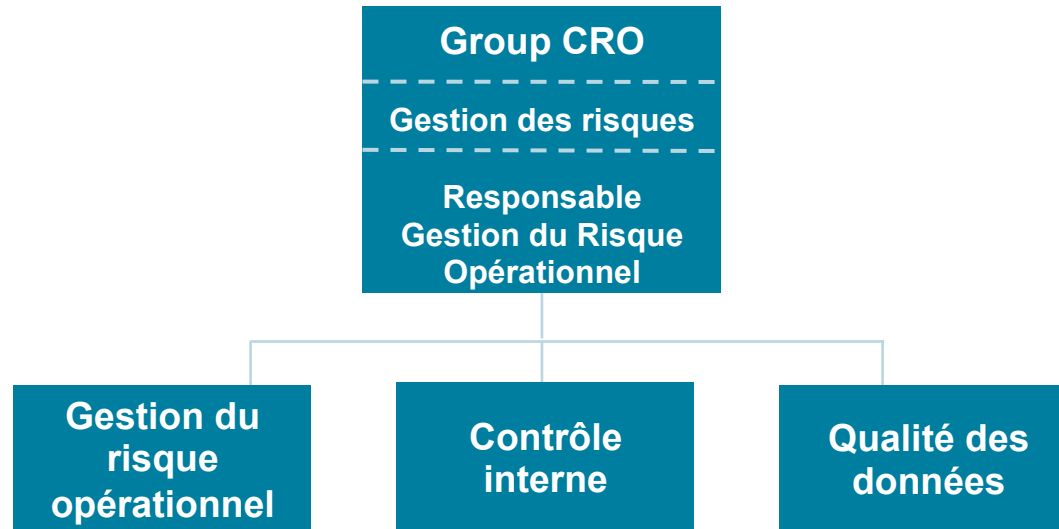 Group CRO
Gestion des risques
Responsable
Gestion du Risque
Opérationnel
Gestion du
risque
opérationnel
Contrôle
interne
Qualité des
données